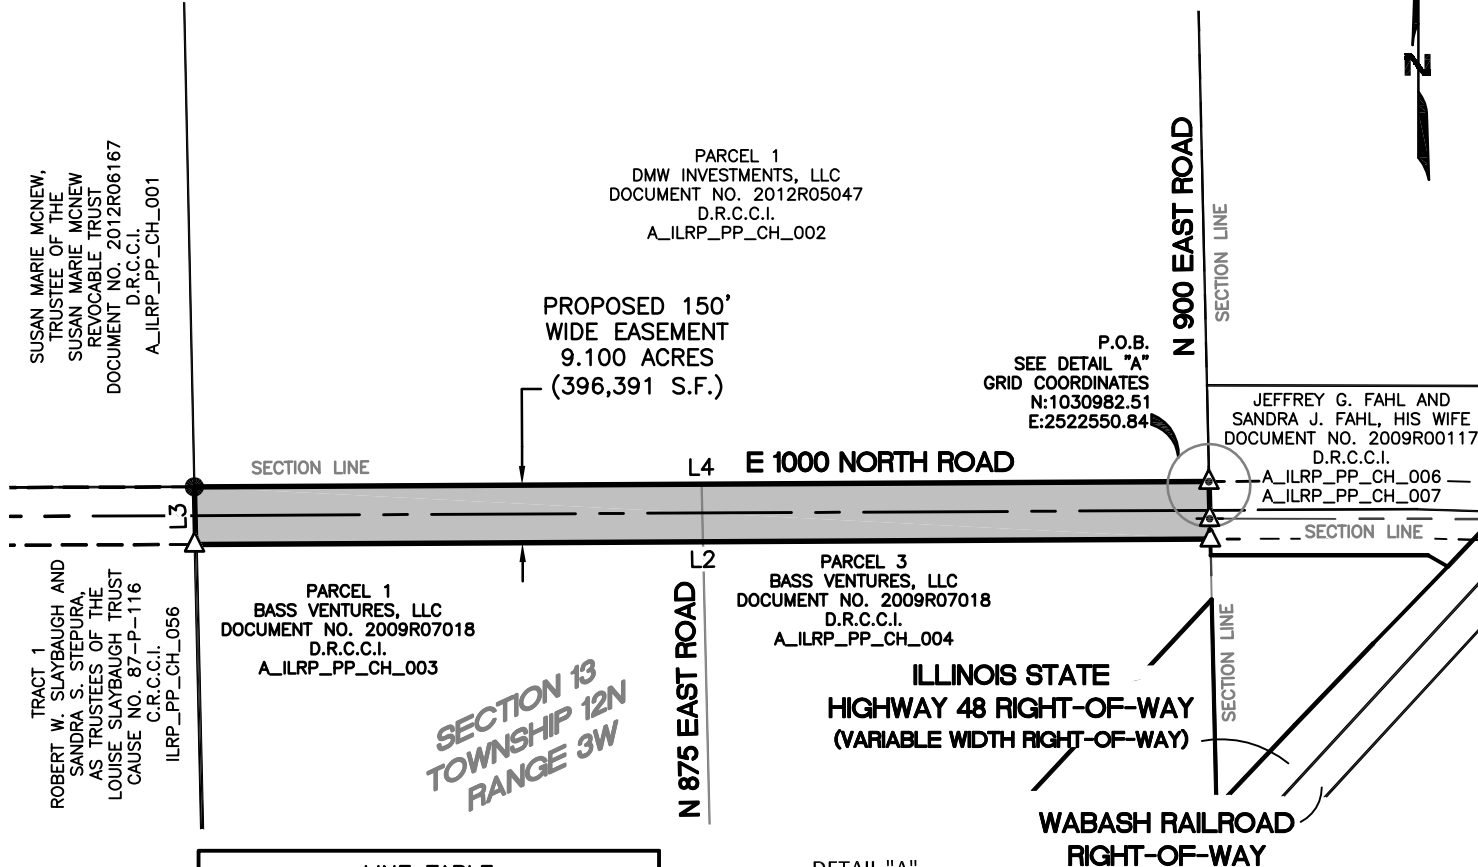 N
SUSAN MARIE MCNEW,
TRUSTEE OF THE
SUSAN MARIE MCNEW
REVOCABLE TRUST
DOCUMENT NO. 2012R06167
D.R.C.C.I.
A_ILRP_PP_CH_001
PARCEL 1
DMW INVESTMENTS, LLC
DOCUMENT NO. 2012R05047
D.R.C.C.I.
A_ILRP_PP_CH_002
N 900 EAST ROAD
SECTION LINE
PROPOSED 150'
WIDE EASEMENT
9.100 ACRES
(396,391 S.F.)
P.O.B.
SEE DETAIL "A"
GRID COORDINATES
N:1030982.51
E:2522550.84
JEFFREY G. FAHL AND
SANDRA J. FAHL, HIS WIFE
DOCUMENT NO. 2009R00117
D.R.C.C.I.
A_ILRP_PP_CH_006
A_ILRP_PP_CH_007
SECTION LINE
L4
E 1000 NORTH ROAD
L3
SECTION LINE
L2
TRACT 1
ROBERT W. SLAYBAUGH AND
SANDRA S. STEPURA,
AS TRUSTEES OF THE
LOUISE SLAYBAUGH TRUST
CAUSE NO. 87-P-116
C.R.C.C.I.
ILRP_PP_CH_056
PARCEL 1
BASS VENTURES, LLC
DOCUMENT NO. 2009R07018
D.R.C.C.I.
A_ILRP_PP_CH_003
SECTION 13
TOWNSHIP 12N
RANGE 3W
N 875 EAST ROAD
PARCEL 3
BASS VENTURES, LLC
DOCUMENT NO. 2009R07018
D.R.C.C.I.
A_ILRP_PP_CH_004
SECTION LINE
ILLINOIS STATE
HIGHWAY 48 RIGHT-OF-WAY
(VARIABLE WIDTH RIGHT-OF-WAY)
WABASH RAILROAD
RIGHT-OF-WAY
LINE TABLE
DETAIL "A"